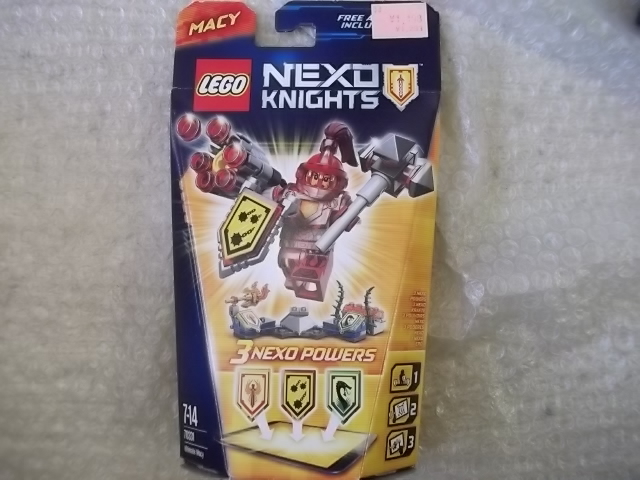 MACY
FREE A
INCLU
LEGO
NEXO
KNIGHTS
3 NEXO POWERS
1
2
3
7-14